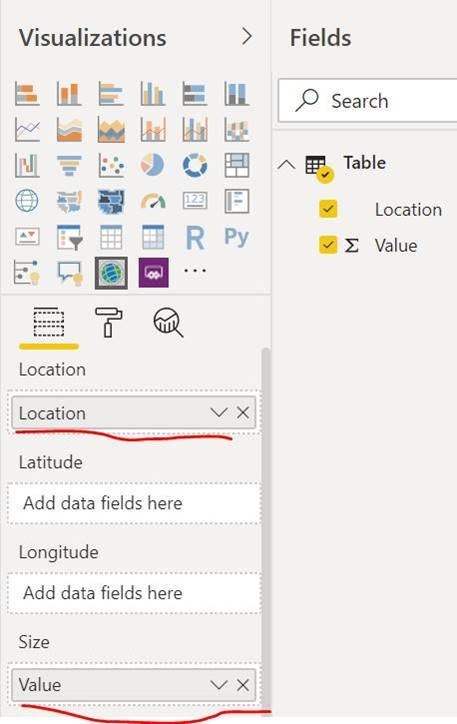 Visualizations
Fields
Search
Table
Location
Σ Value
123
R
Py
Location
Location
Latitude
Add data fields here
Longitude
Add data fields here
Size
Value